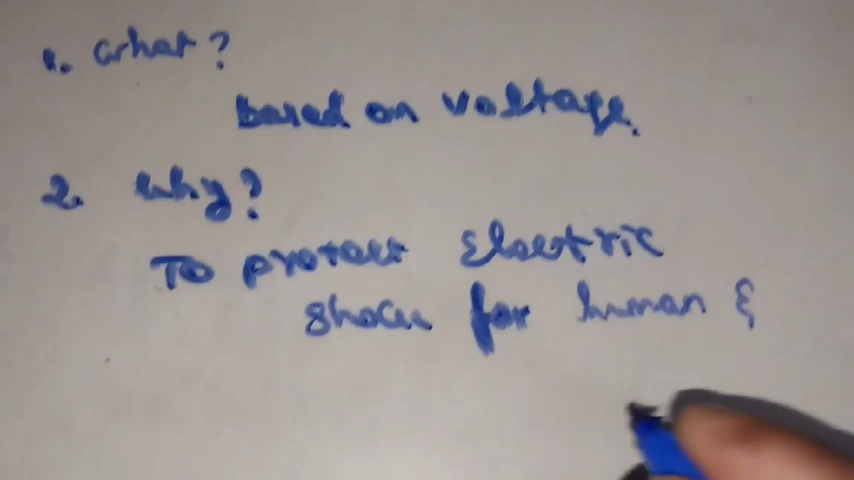 1. what?
based on voltage.
2. why?
To protect Electric
shock for human &